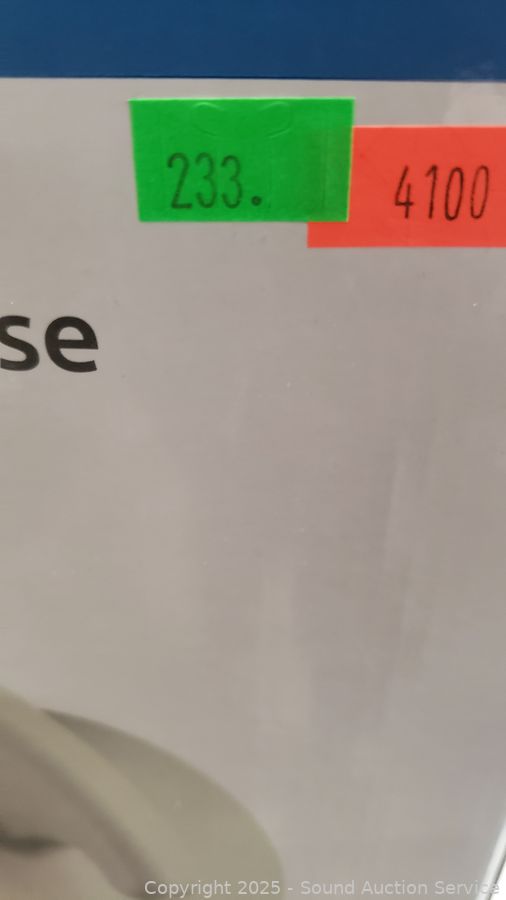 233.
4100
se
Copyright 2025 - Sound Auction Service